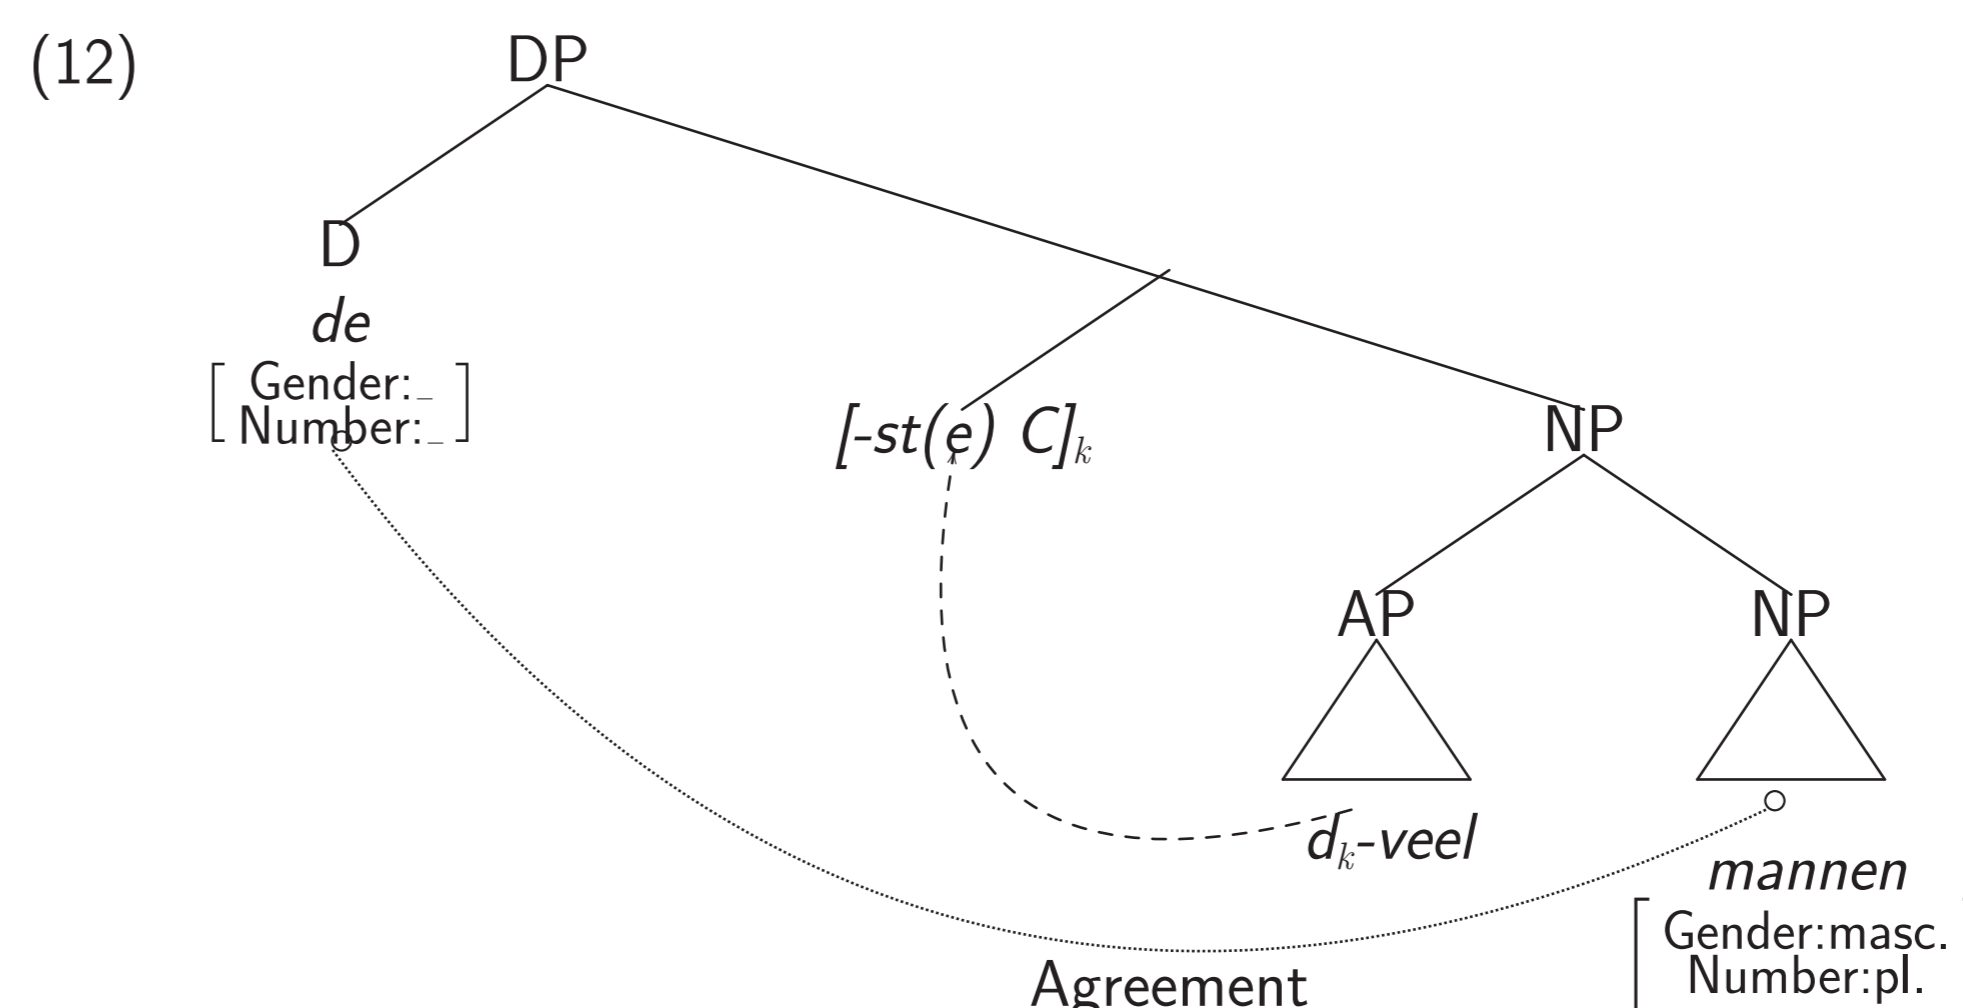 (12)
DP
D
de
Gender:_
Number:_
[-st(e) C]k
NP
AP
NP
dk-veel
mannen
Gender:masc.
Number:pl.
Agreement